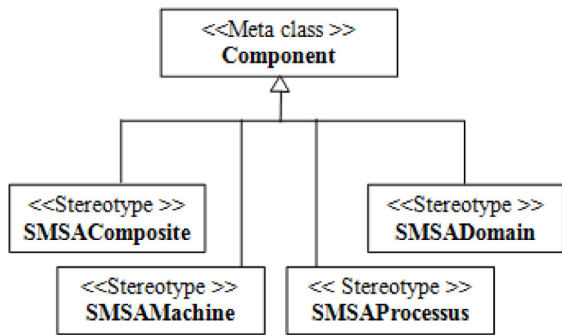 <<Meta class >>
Component
<<Stereotype >>
SMSAComposite
<<Stereotype >>
SMSADomain
<<Stereotype >>
SMSAMachine
<< Stereotype >>
SMSAProcessus